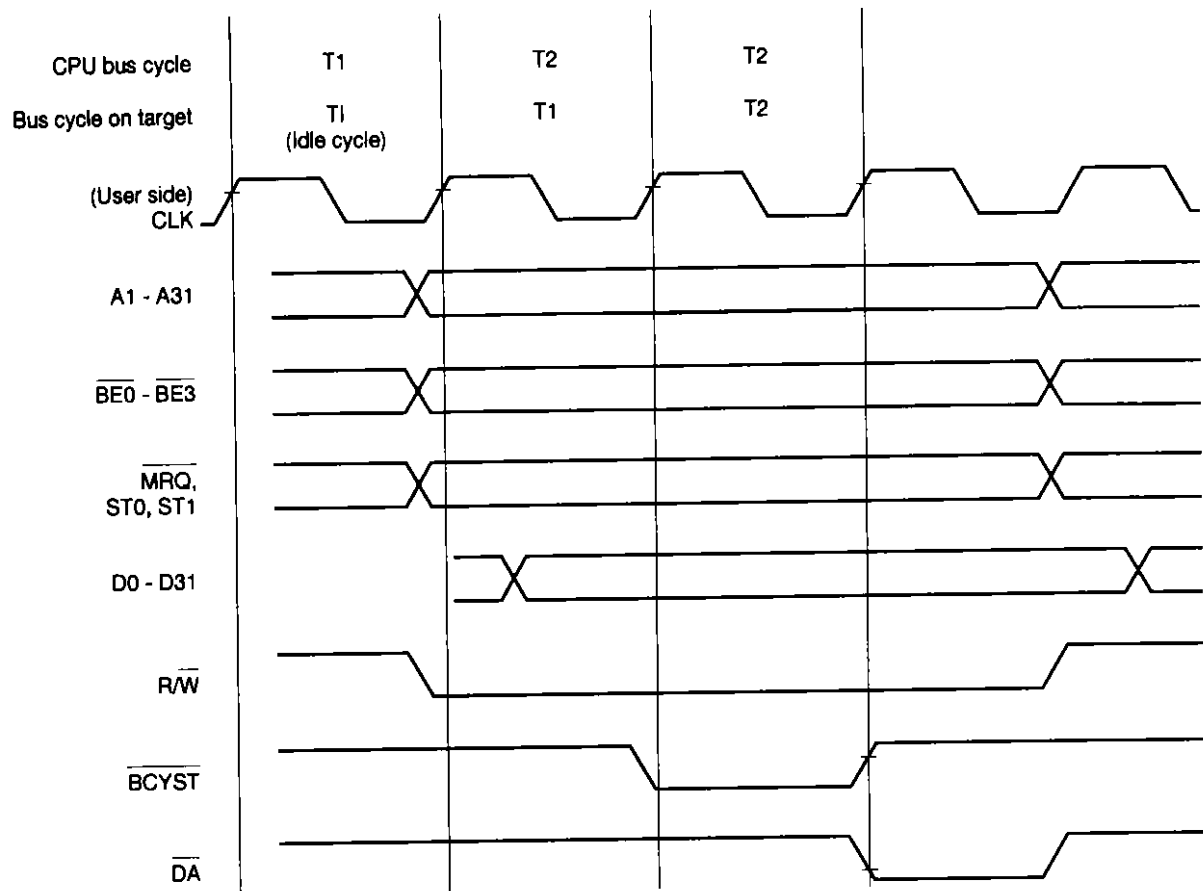 CPU bus cycle T1 T2 T2
Bus cycle on target TI T1 T2
(idle cycle)
(User side)
CLK
A1 - A31
BE0 - BE3
MRQ,
ST0, ST1
D0 - D31
R/W
BCYST
DA